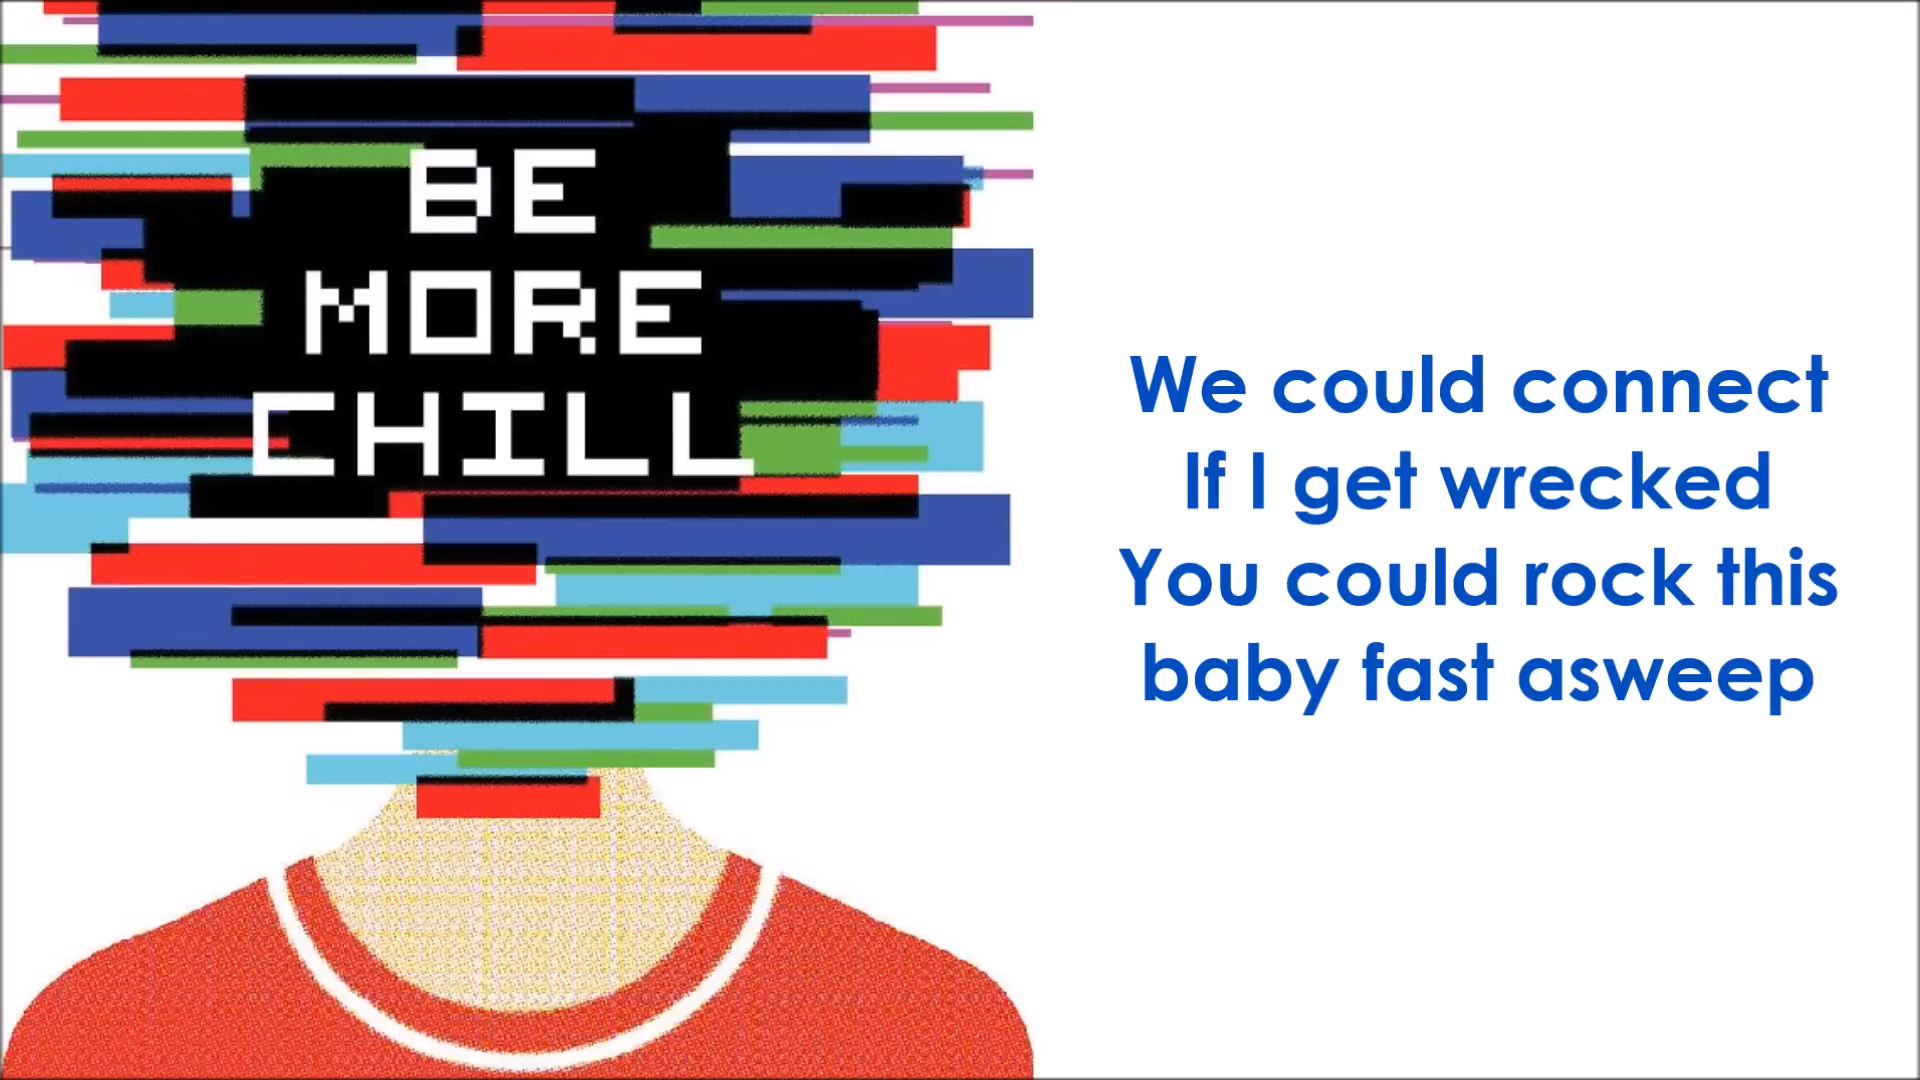 BE
MORE
CHILL
We could connect
If I get wrecked
You could rock this
baby fast asweep